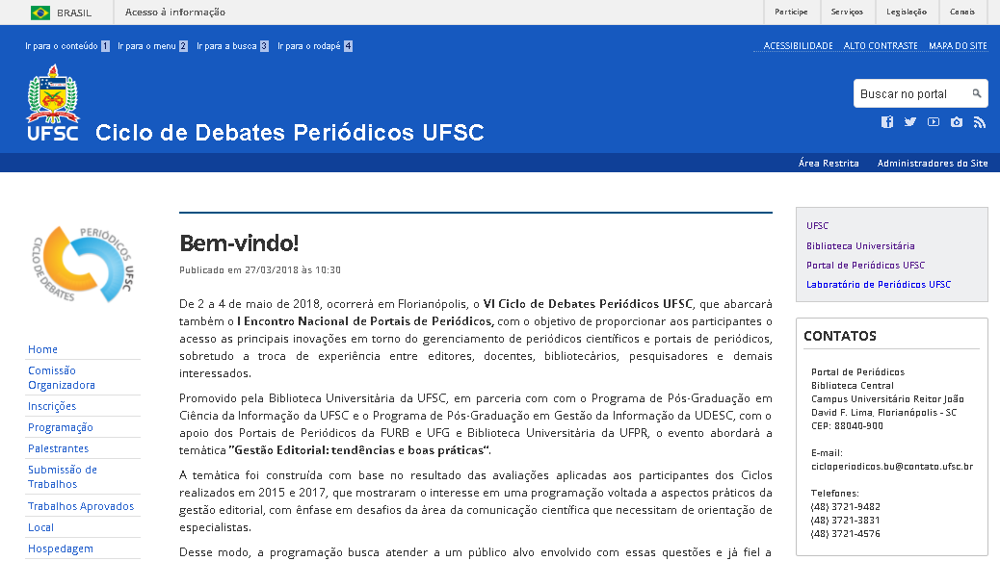 BRASIL
Acesso à informação
Participe
Serviços
Legislação
Canais
Ir para o conteúdo 1
Ir para o menu 2
Ir para a busca 3
Ir para o rodapé 4
ACESSIBILIDADE
ALTO CONTRASTE
MAPA DO SITE
UFSC
Ciclo de Debates Periódicos UFSC
Buscar no portal
Área Restrita
Administradores do Site
PERIÓDICOS UFSC
CICLO DE DEBATES
Home
Comissão
Organizadora
Inscrições
Programação
Palestrantes
Submissão de
Trabalhos
Trabalhos Aprovados
Local
Hospedagem
Bem-vindo!
Publicado em 27/03/2018 às 10:30
De 2 a 4 de maio de 2018, ocorrerá em Florianópolis, o VI Ciclo de Debates Periódicos UFSC, que abarcará
também o I Encontro Nacional de Portais de Periódicos, com o objetivo de proporcionar aos participantes o
acesso as principais inovações em torno do gerenciamento de periódicos científicos e portais de periódicos,
sobretudo a troca de experiência entre editores, docentes, bibliotecários, pesquisadores e demais
interessados.
Promovido pela Biblioteca Universitária da UFSC, em parceria com com o Programa de Pós-Graduação em
Ciência da Informação da UFSC e o Programa de Pós-Graduação em Gestão da Informação da UDESC, com o
apoio dos Portais de Periódicos da FURB e UFG e Biblioteca Universitária da UFPR, o evento abordará a
temática ”Gestão Editorial: tendências e boas práticas“.
A temática foi construída com base no resultado das avaliações aplicadas aos participantes dos Ciclos
realizados em 2015 e 2017, que mostraram o interesse em uma programação voltada a aspectos práticos da
gestão editorial, com ênfase em desafios da área da comunicação científica que necessitam de orientação de
especialistas.
Desse modo, a programação busca atender a um público alvo envolvido com essas questões e já fiel a
UFSC
Biblioteca Universitária
Portal de Periódicos UFSC
Laboratório de Periódicos UFSC
CONTATOS
Portal de Periódicos
Biblioteca Central
Campus Universitário Reitor João
David F. Lima, Florianópolis - SC
CEP: 88040-900
E-mail:
cicloperiodicos.bu@contato.ufsc.br
Telefones:
(48) 3721-9482
(48) 3721-3831
(48) 3721-4576